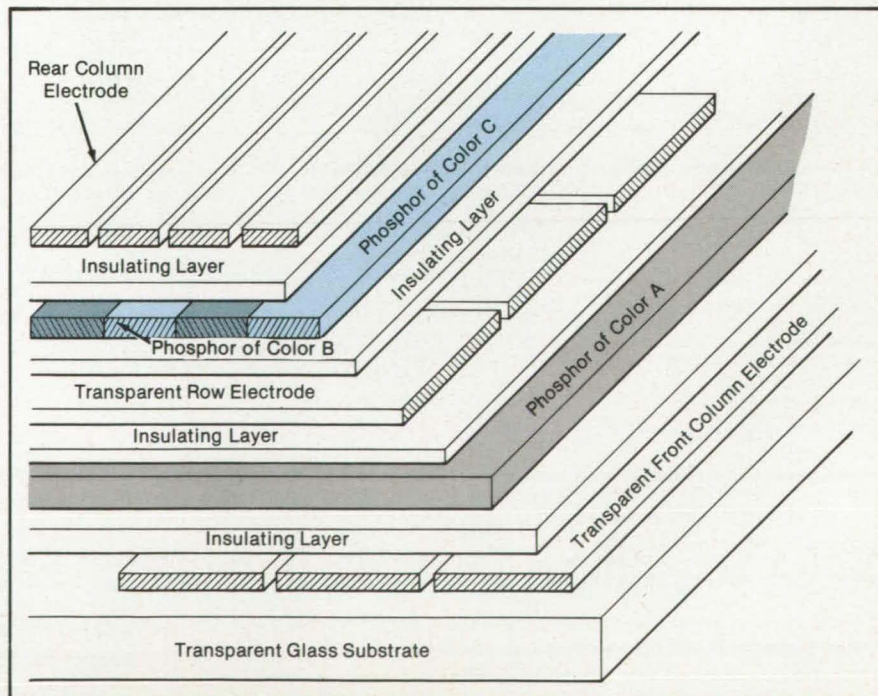 Rear Column
Electrode
Phosphor of Color C
Insulating Layer
Insulating Layer
Phosphor of Color B
Phosphor of Color A
Transparent Row Electrode
Insulating Layer
Transparent Front Column Electrode
Insulating Layer
Transparent Glass Substrate